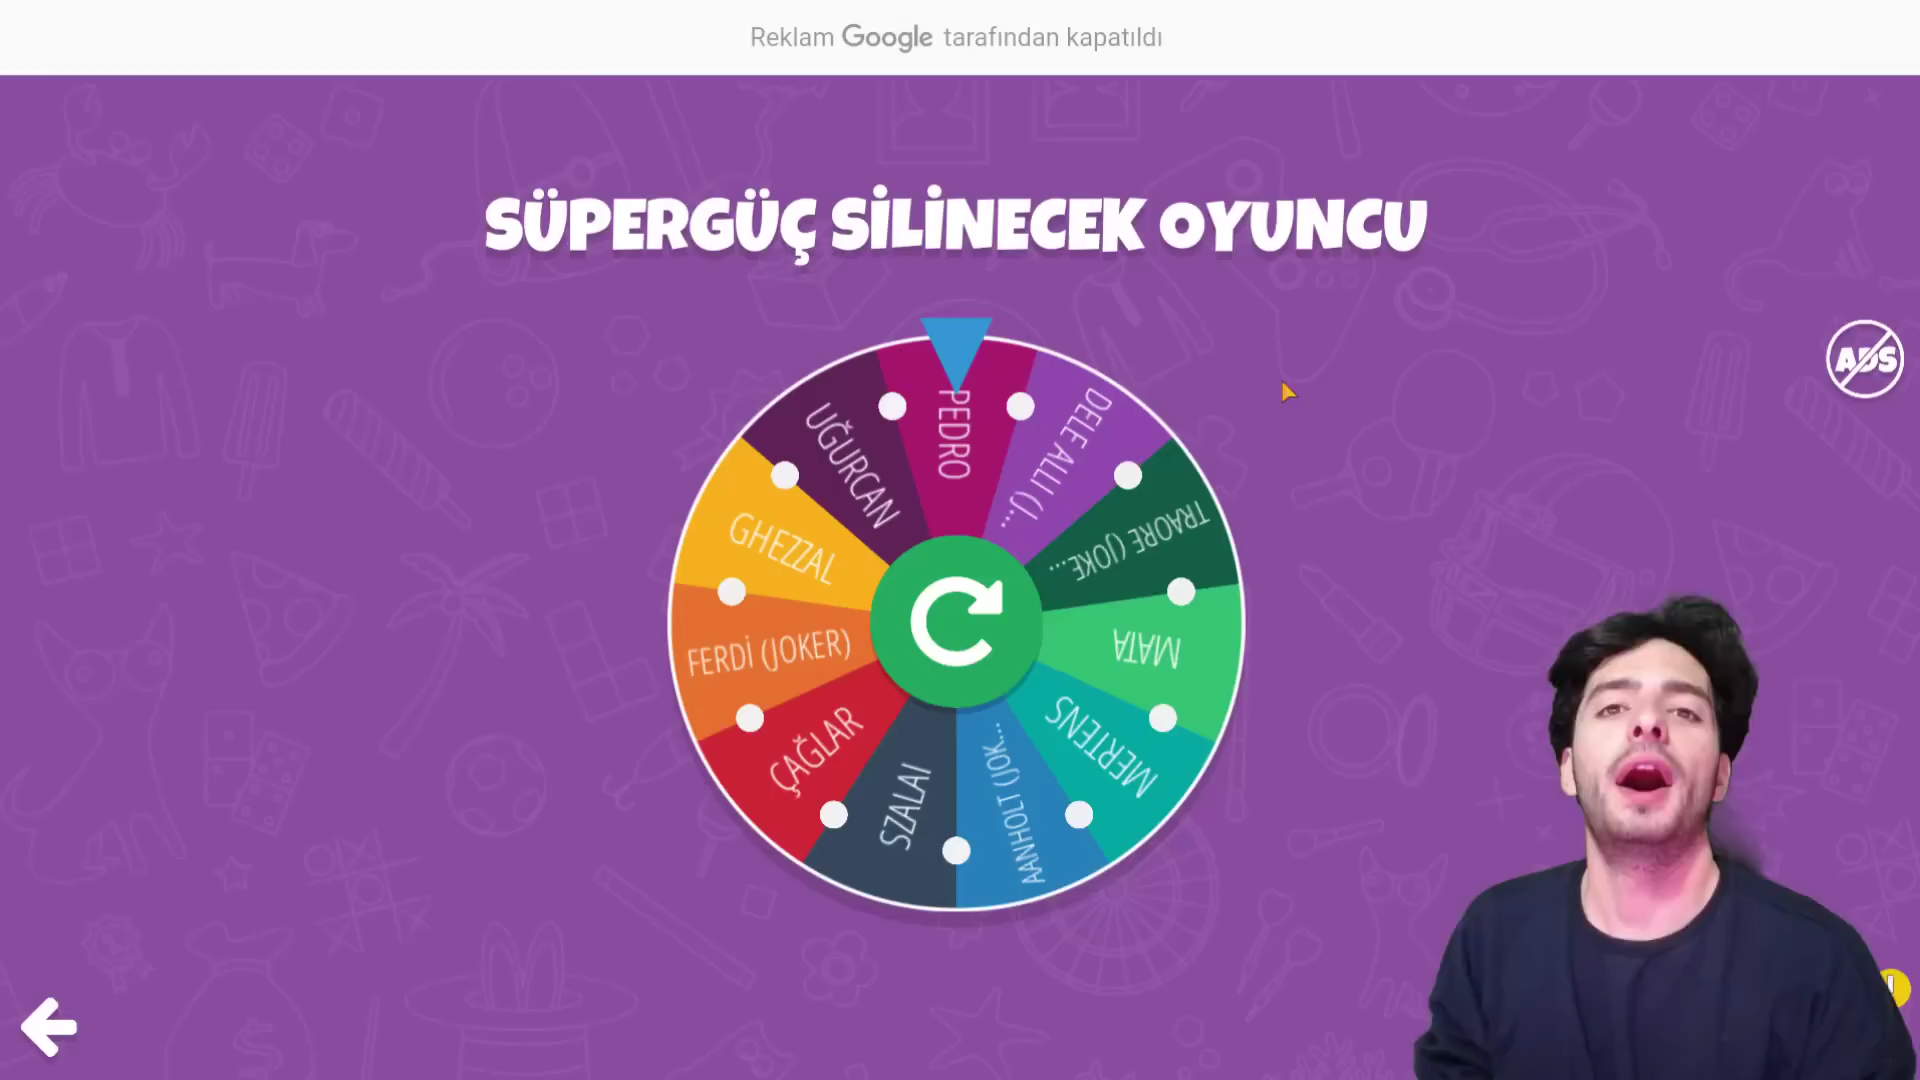 Reklam Google tarafından kapatıldı
SÜPERGÜÇ SİLİNECEK OYUNCU
PEDRO
DELE ALLI (J...
TRAORE (JOKE...
MATA
MERTENS
AANHOLT (JOK...
SZALAI
ÇAĞLAR
FERDİ (JOKER)
GHEZZAL
UĞURCAN
ADS